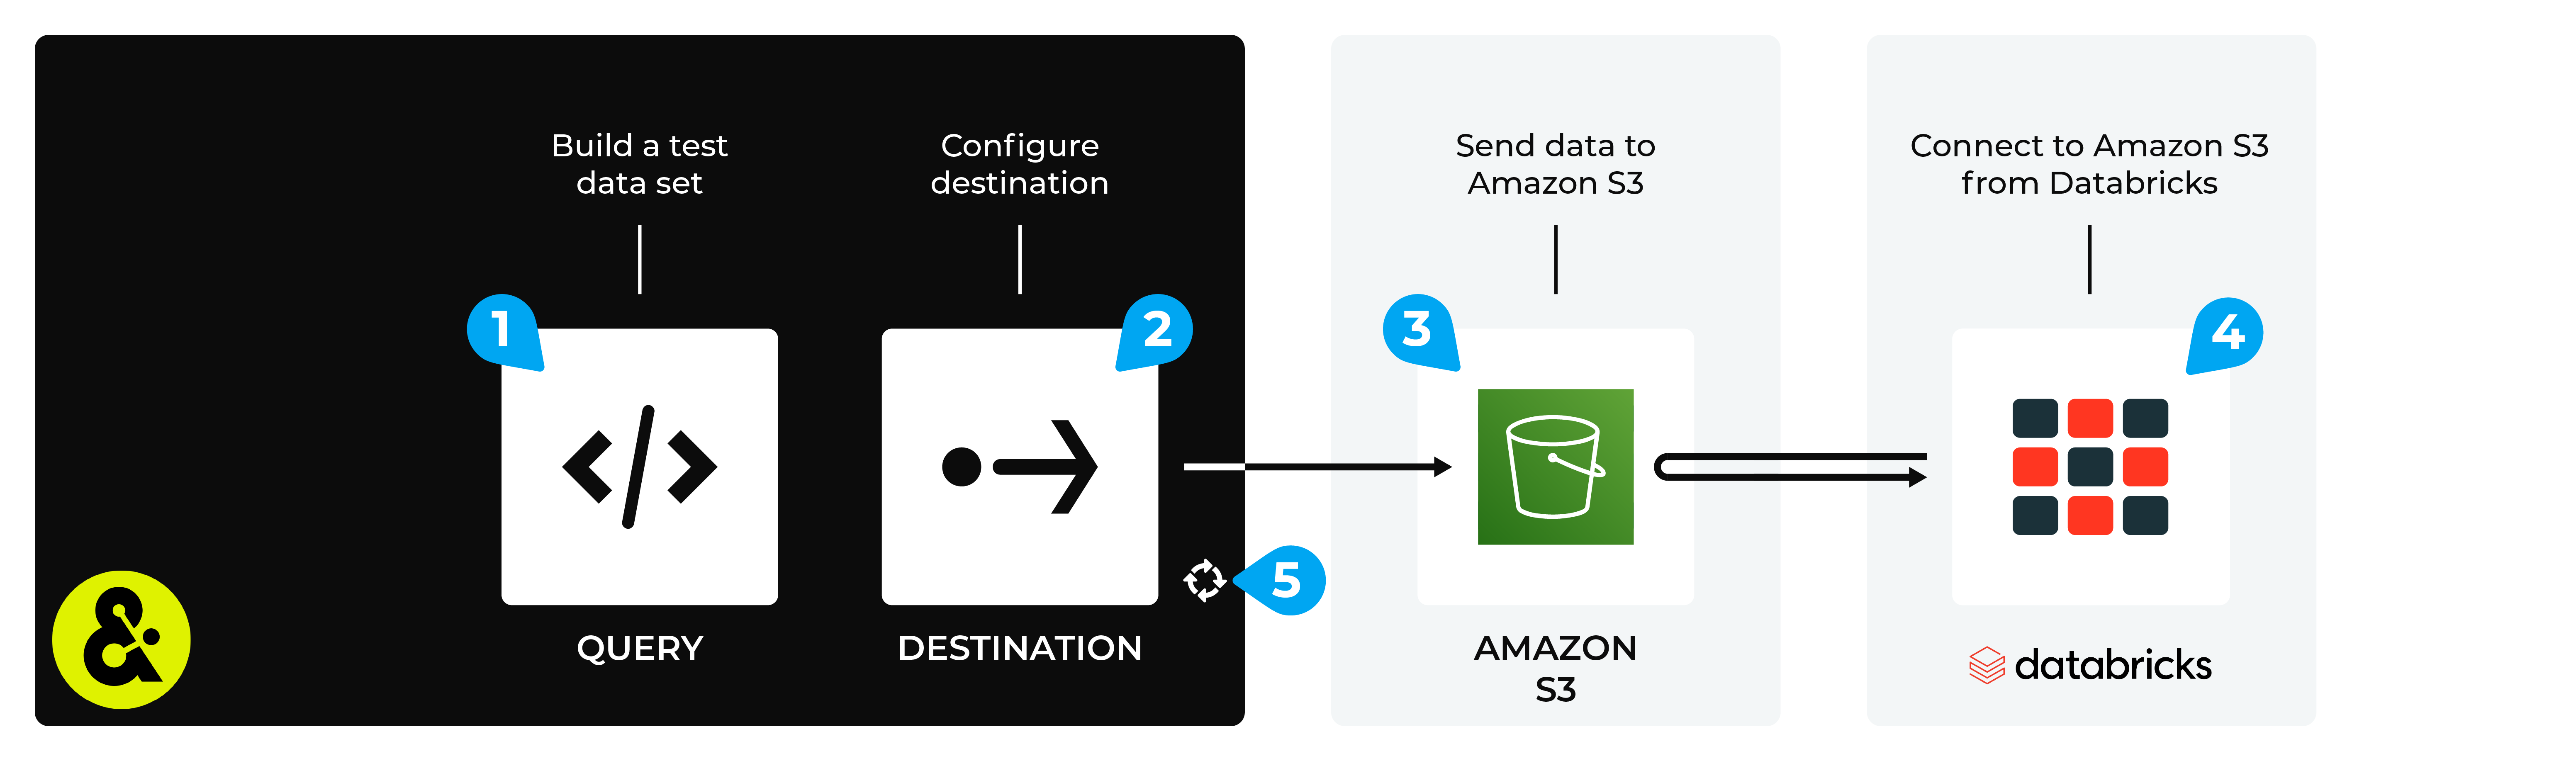 Build a test
data set
Configure
destination
Send data to
Amazon S3
Connect to Amazon S3
from Databricks
1
2
3
4
5
QUERY
DESTINATION
AMAZON
S3
databricks